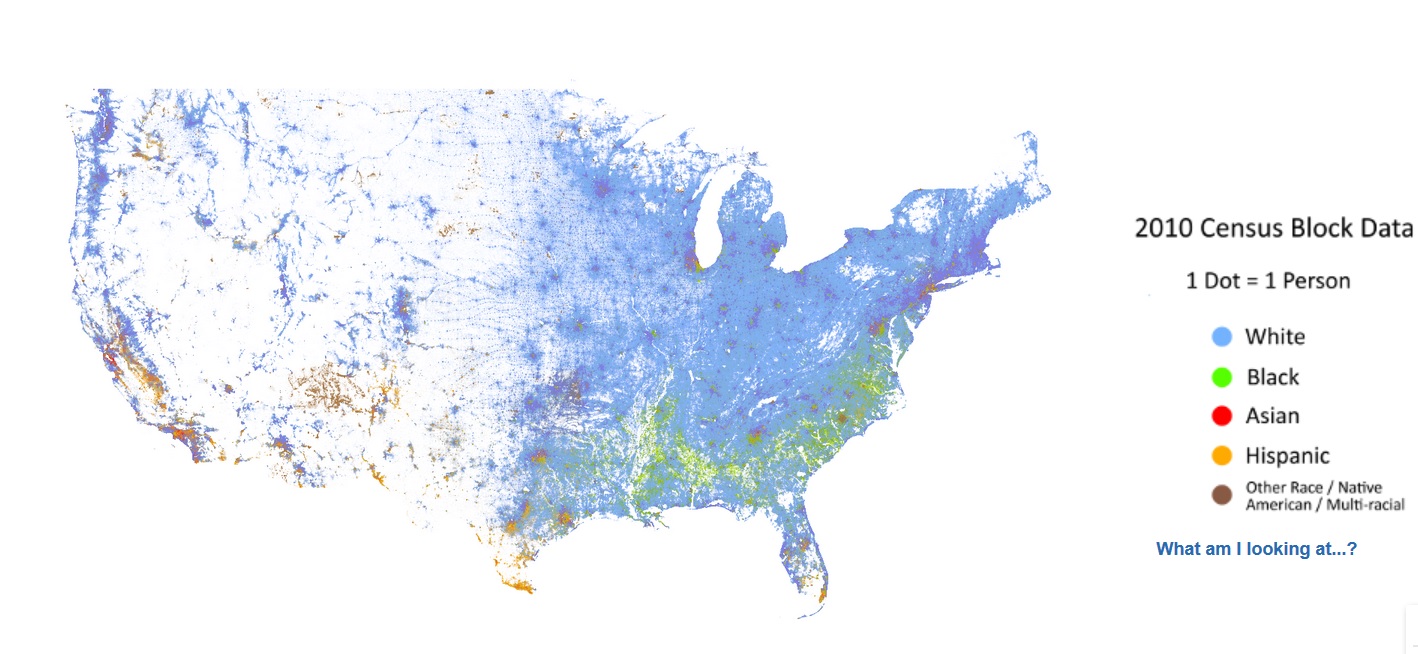 2010 Census Block Data
1 Dot = 1 Person
White
Black
Asian
Hispanic
Other Race / Native
American / Multi-racial
What am I looking at...?